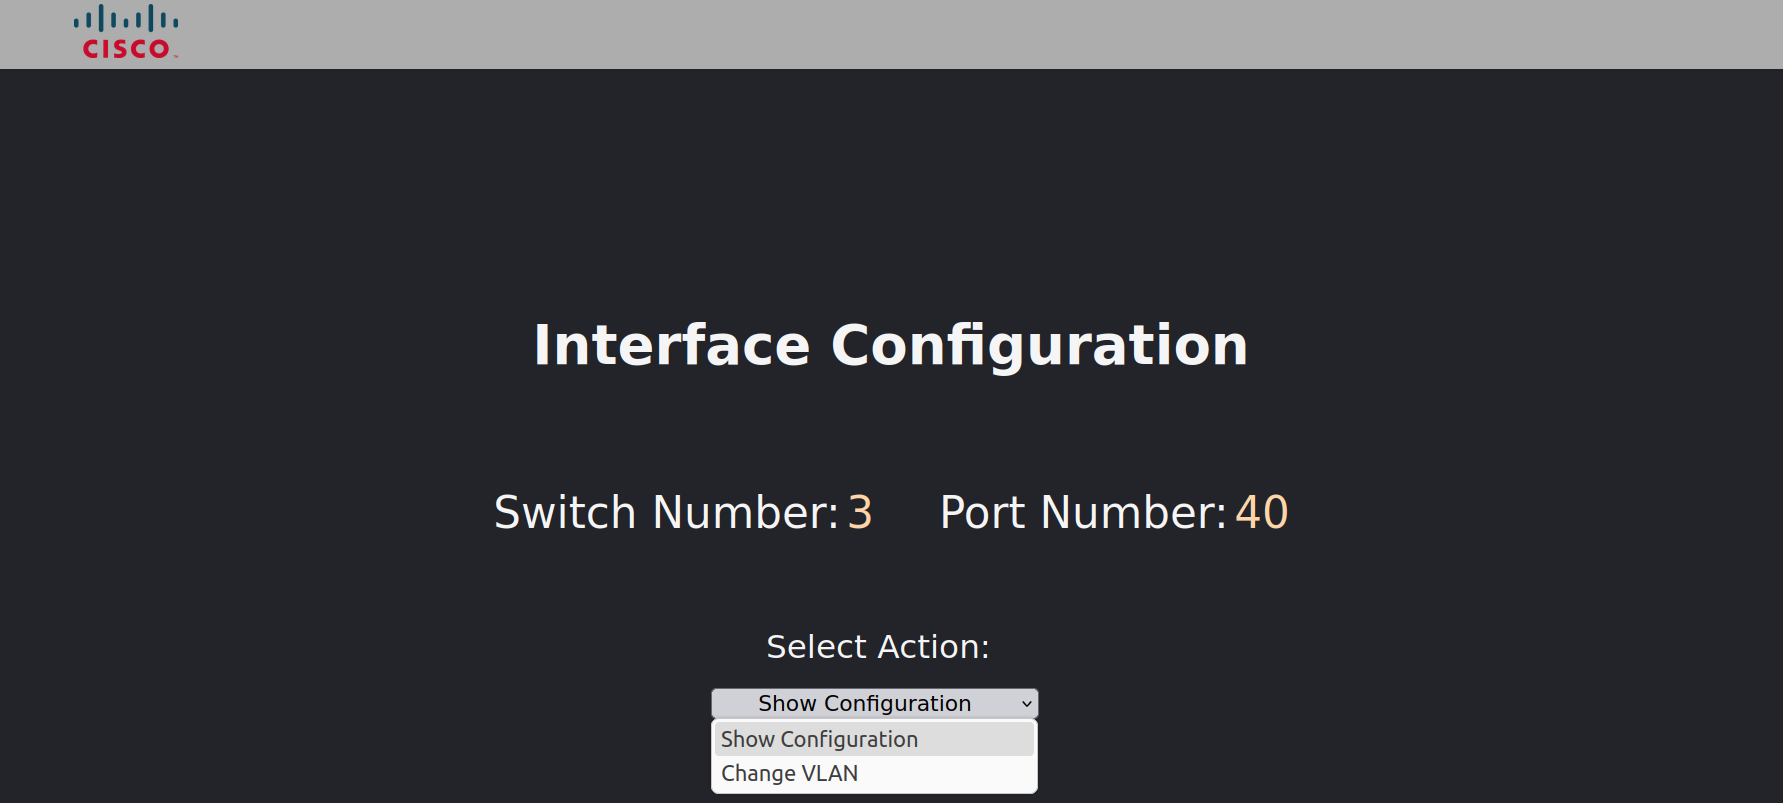 CISCO
Interface Configuration
Switch Number: 3 Port Number: 40
Select Action:
Show Configuration
Show Configuration
Change VLAN